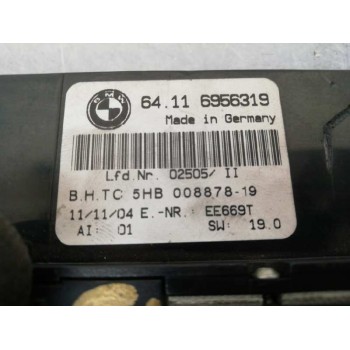 BMW
64.11 6956319
Made in Germany
Lfd.Nr. 02505/ II
B.H.TC 5HB 008878-19
11/11/04 E.-NR: EE669T
AI: 01 SW: 19.0